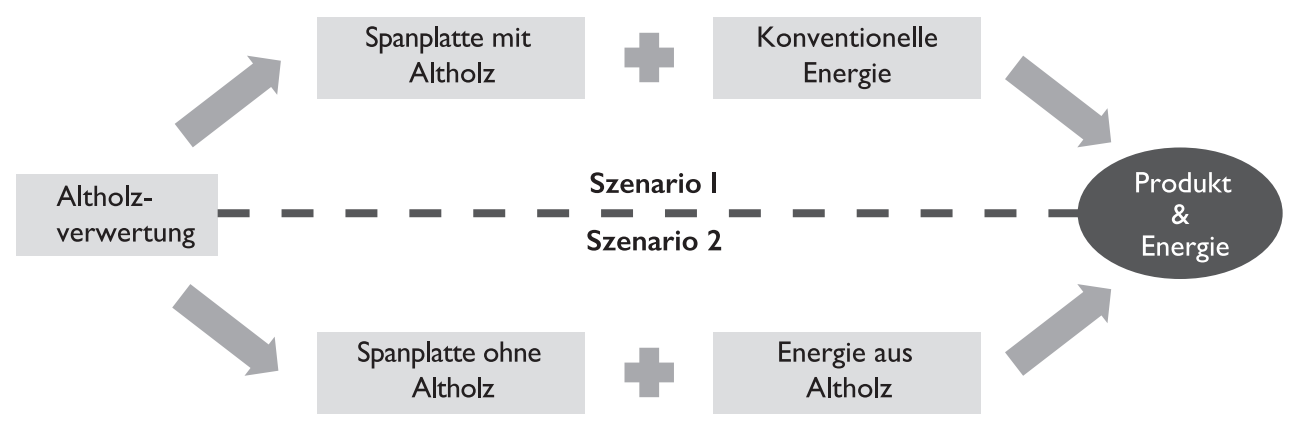 Spanplatte mit
Altholz
Konventionelle
Energie
Altholz-
verwertung
Szenario 1
Szenario 2
Produkt
&
Energie
Spanplatte ohne
Altholz
Energie aus
Altholz